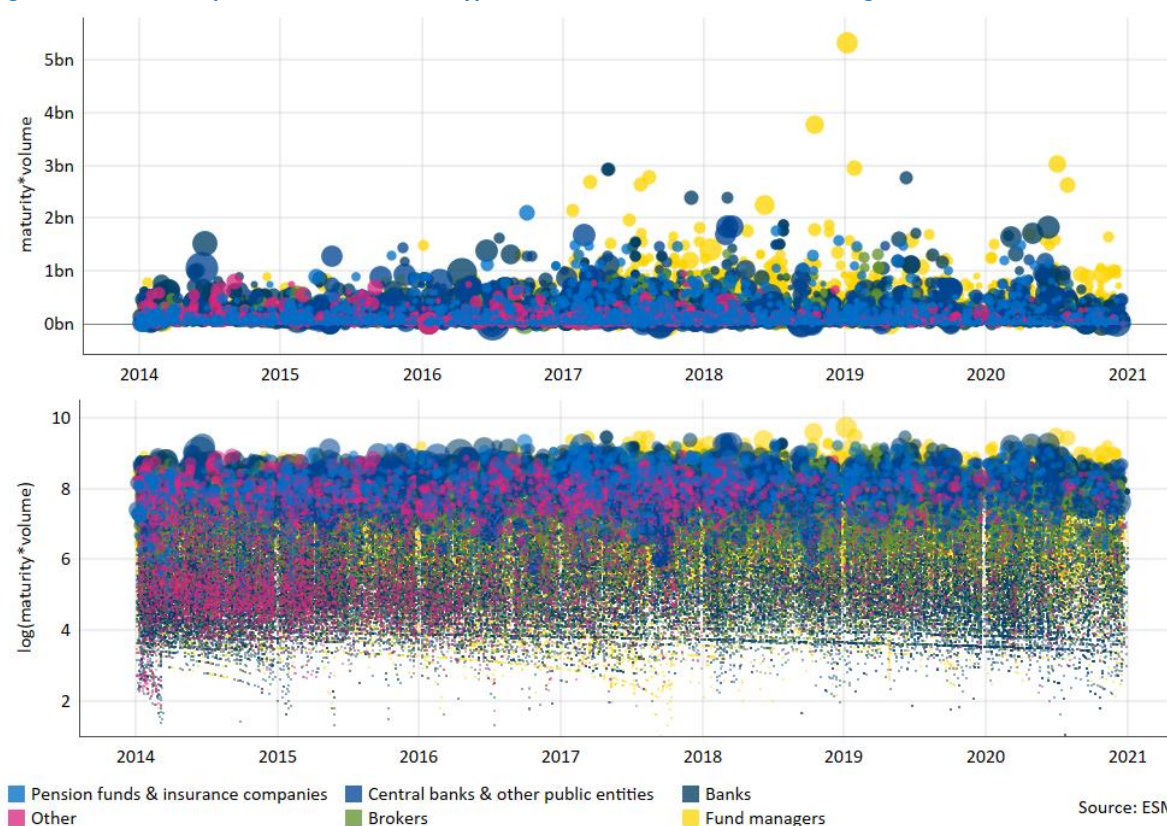 5bn
4bn
3bn
2bn
1bn
0bn
maturity*volume
2014 2015 2016 2017 2018 2019 2020 2021
10
8
6
4
2
log(maturity*volume)
2014 2015 2016 2017 2018 2019 2020 2021
Pension funds & insurance companies Central banks & other public entities Banks
Other Brokers Fund managers
Source: ESM